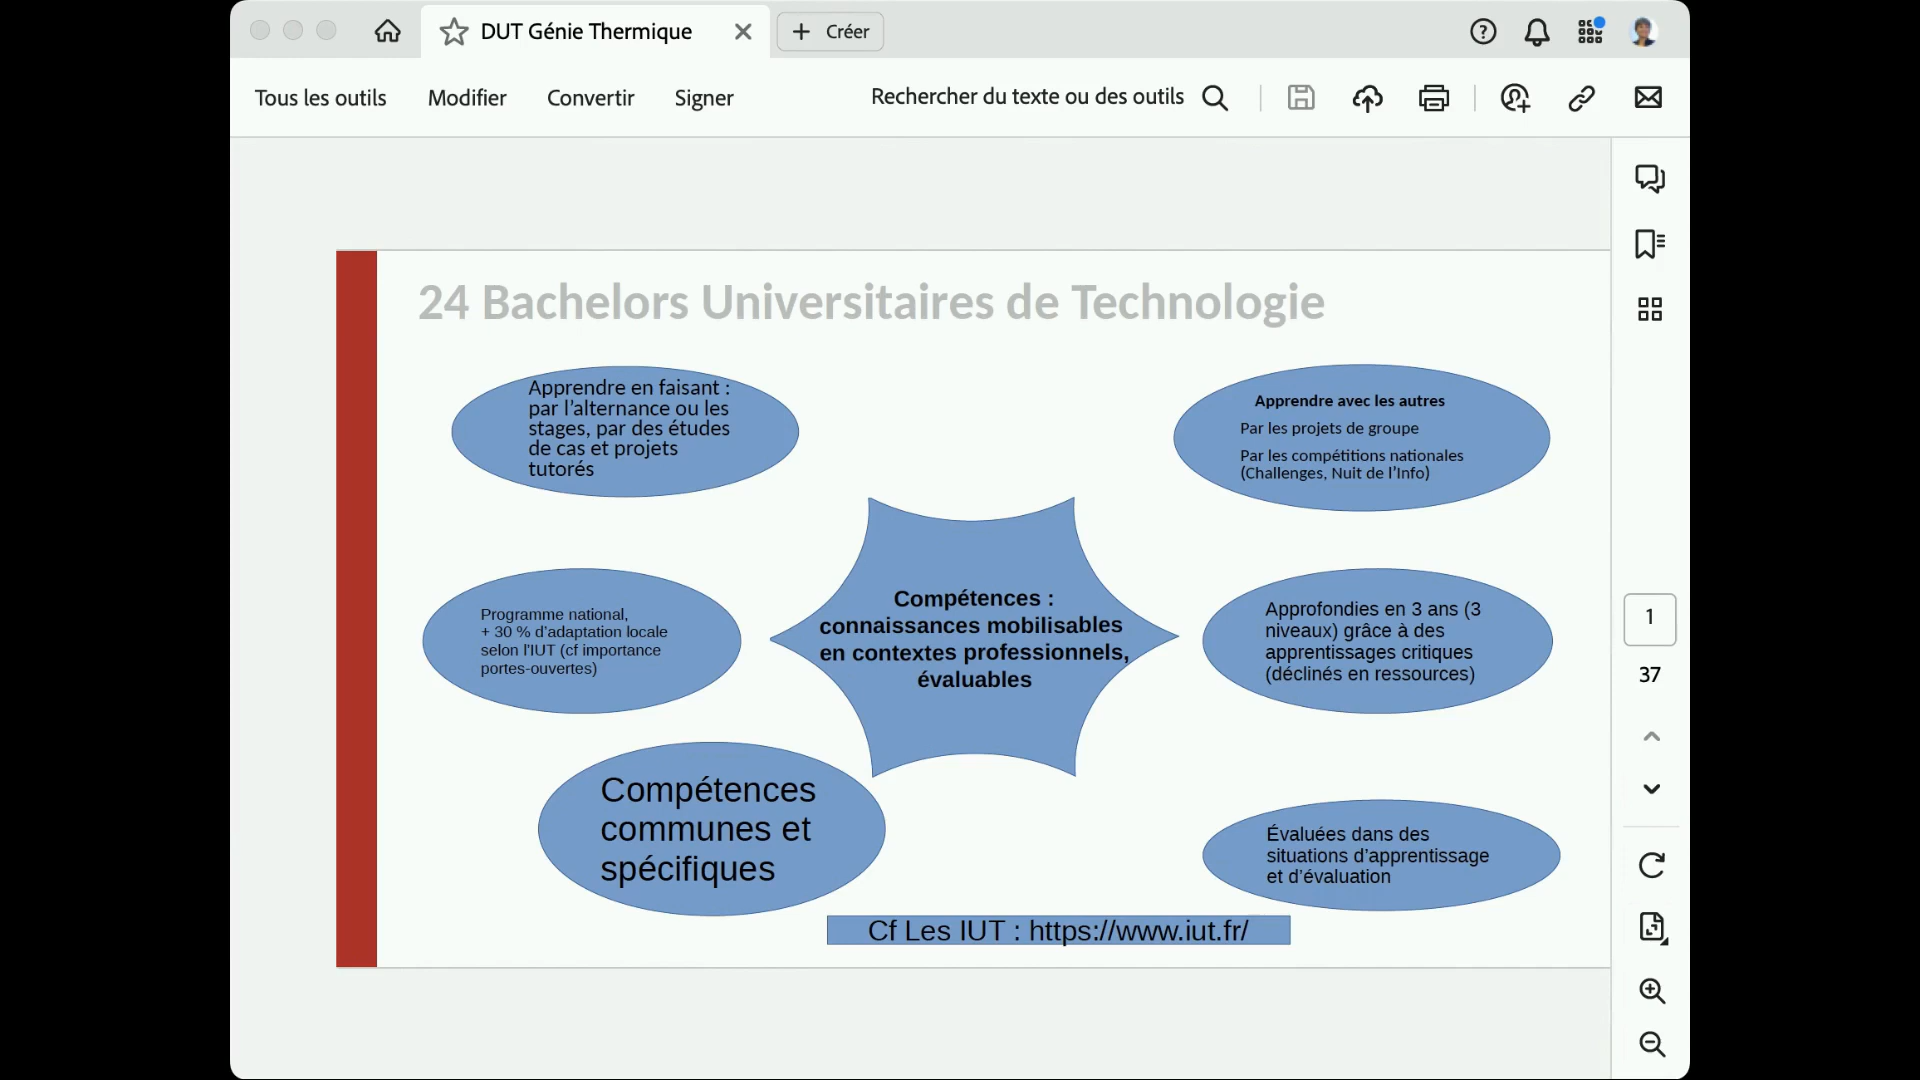 DUT Génie Thermique
Créer
Tous les outils
Modifier
Convertir
Signer
Rechercher du texte ou des outils
24 Bachelors Universitaires de Technologie
Apprendre en faisant :
par l’alternance ou les
stages, par des études
de cas et projets
tutorés
Apprendre avec les autres
Par les projets de groupe
Par les compétitions nationales
(Challenges, Nuit de l’Info)
Programme national,
+ 30 % d’adaptation locale
selon l'IUT (cf importance
portes-ouvertes)
Compétences :
connaissances mobilisables
en contextes professionnels,
évaluables
Approfondies en 3 ans (3
niveaux) grâce à des
apprentissages critiques
(déclinés en ressources)
Compétences
communes et
spécifiques
Évaluées dans des
situations d’apprentissage
et d’évaluation
Cf Les IUT : https://www.iut.fr/
1
37